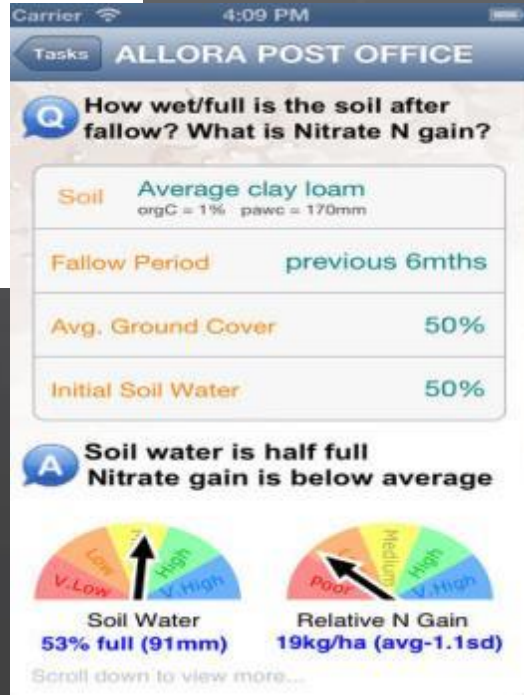 Carrier 4:09 PM
Tasks ALLORA POST OFFICE
Q How wet/full is the soil after
fallow? What is Nitrate N gain?
Soil Average clay loam
orgC = 1% pawc = 170mm
Fallow Period previous 6mths
Avg. Ground Cover 50%
Initial Soil Water 50%
A Soil water is half full
Nitrate gain is below average
V.Low Low High V.High
Poor Medium High V.High
Soil Water Relative N Gain
53% full (91mm) 19kg/ha (avg-1.1sd)
Scroll down to view more...